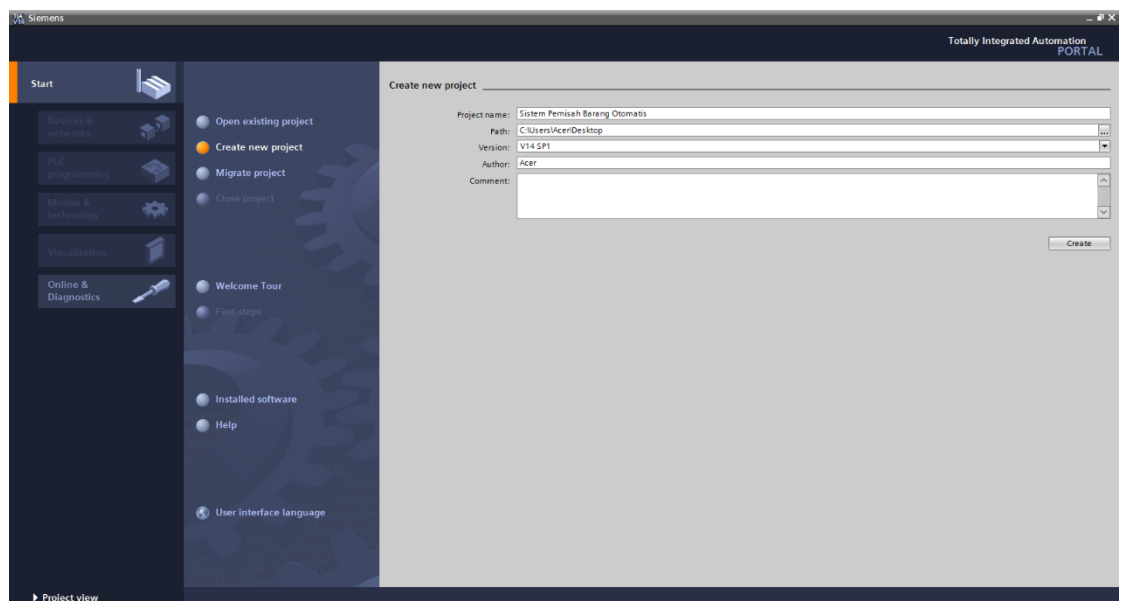 TIA
V14
Siemens
Totally Integrated Automation
PORTAL
Start
Devices &
networks
PLC
programming
Motion &
technology
Visualization
Online &
Diagnostics
Open existing project
Create new project
Migrate project
Close project
Welcome Tour
First steps
Installed software
Help
User interface language
Create new project
Project name: Sistem Pemisah Barang Otomatis
Path: C:\Users\Acer\Desktop
...
Version: V14 SP1
Author: Acer
Comment:
Create
Project view